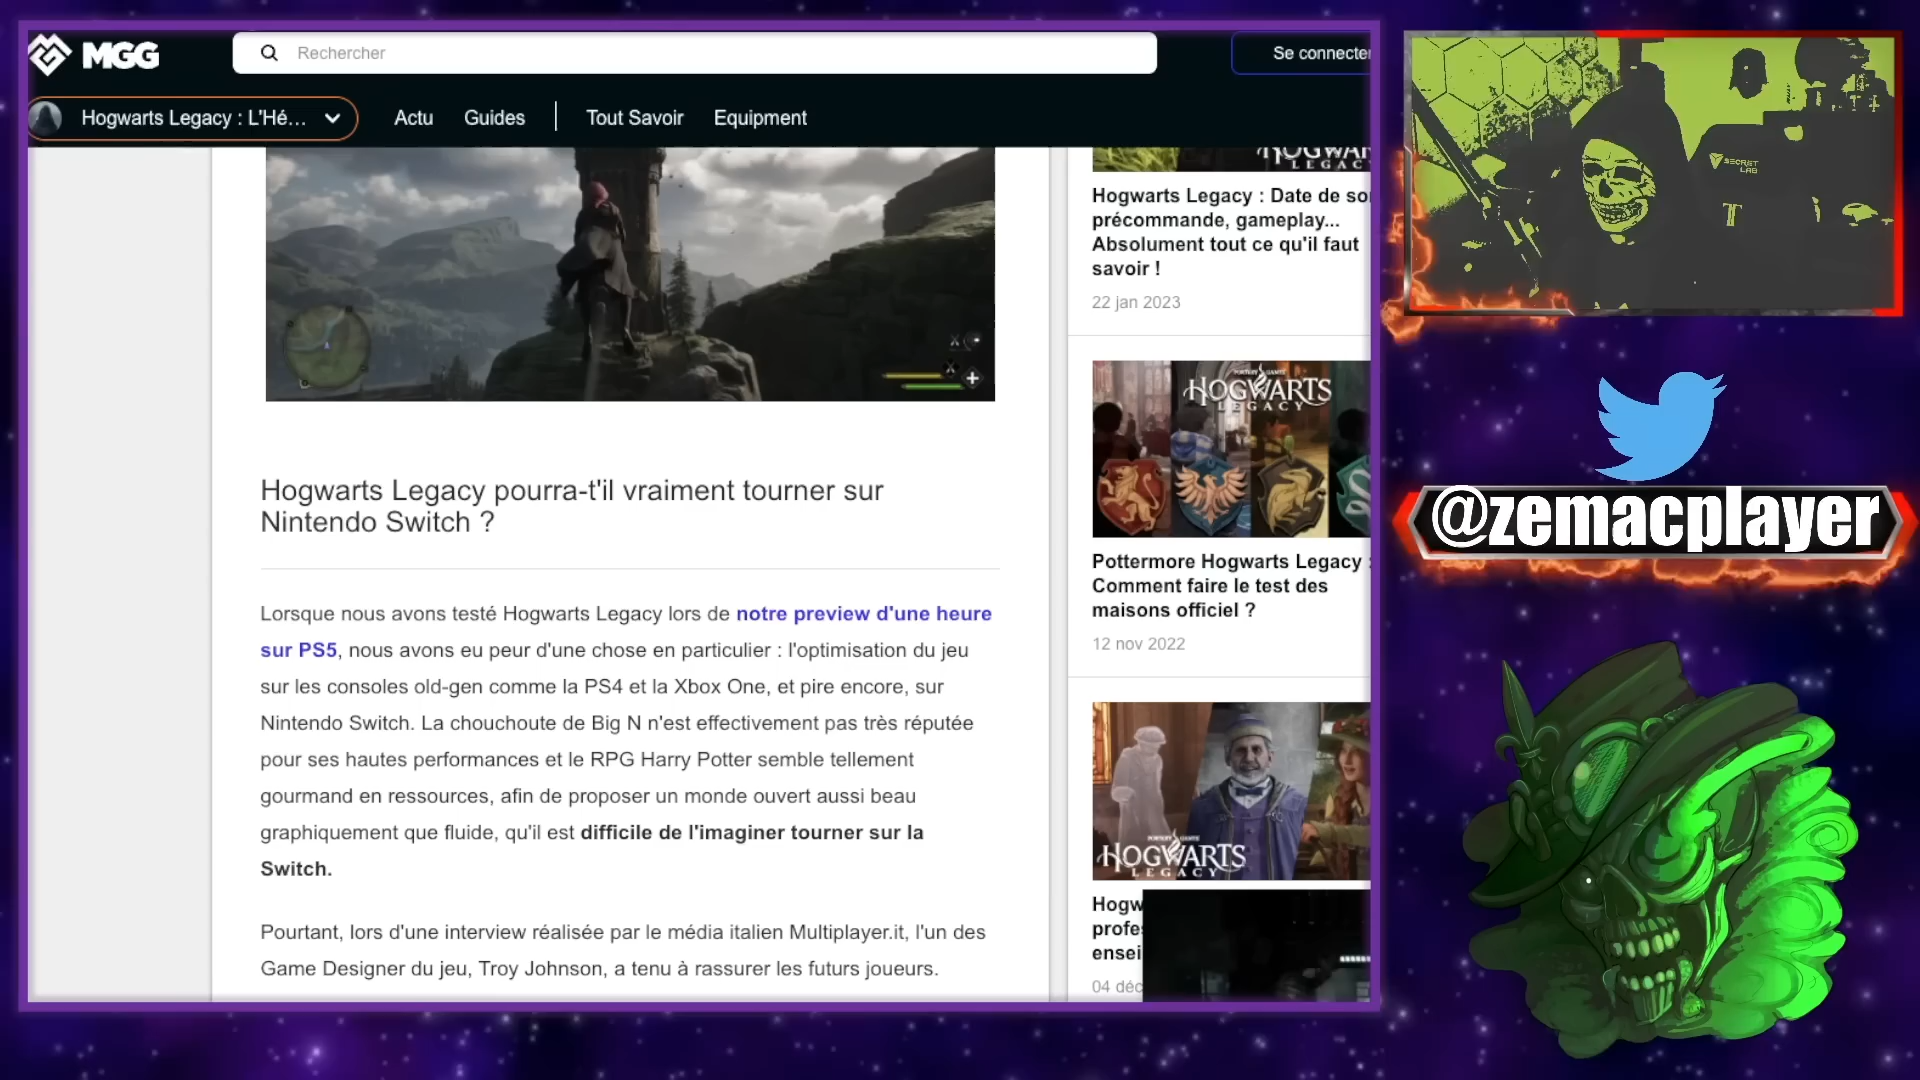 MGG
Rechercher
Se connecter
Hogwarts Legacy : L'Hé...
Actu
Guides
Tout Savoir
Equipment
Hogwarts Legacy pourra-t'il vraiment tourner sur
Nintendo Switch ?
Lorsque nous avons testé Hogwarts Legacy lors de notre preview d'une heure
sur PS5, nous avons eu peur d'une chose en particulier : l'optimisation du jeu
sur les consoles old-gen comme la PS4 et la Xbox One, et pire encore, sur
Nintendo Switch. La chouchoute de Big N n'est effectivement pas très réputée
pour ses hautes performances et le RPG Harry Potter semble tellement
gourmand en ressources, afin de proposer un monde ouvert aussi beau
graphiquement que fluide, qu'il est difficile de l'imaginer tourner sur la
Switch.
Pourtant, lors d'une interview réalisée par le média italien Multiplayer.it, l'un des
Game Designer du jeu, Troy Johnson, a tenu à rassurer les futurs joueurs.
LEGACY
Hogwarts Legacy : Date de so
précommande, gameplay...
Absolument tout ce qu'il faut
savoir !
22 jan 2023
HOGWARTS
LEGACY
Pottermore Hogwarts Legacy :
Comment faire le test des
maisons officiel ?
12 nov 2022
HOGWARTS
LEGACY
Hogw
profes
ensei
04 déc
SECRET
LAB
@zemacplayer